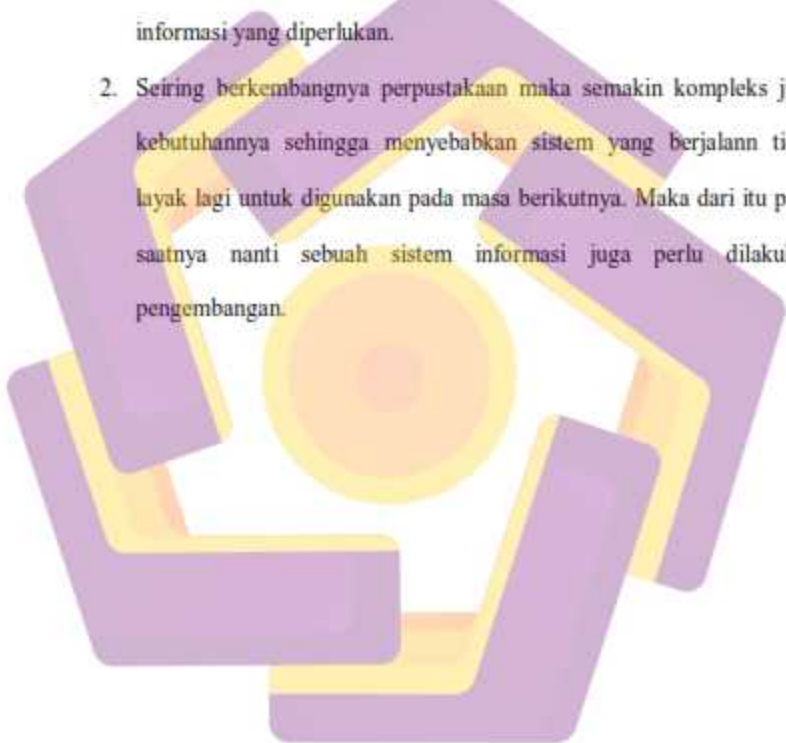 informasi yang diperlukan.
2. Seiring berkembangnya perpustakaan maka semakin kompleks
kebutuhannya sehingga menyebabkan sistem yang berjalann
layak lagi untuk digunakan pada masa berikutnya. Maka dari itu
saatnya nanti sebuah sistem informasi juga perlu
pengembangan.